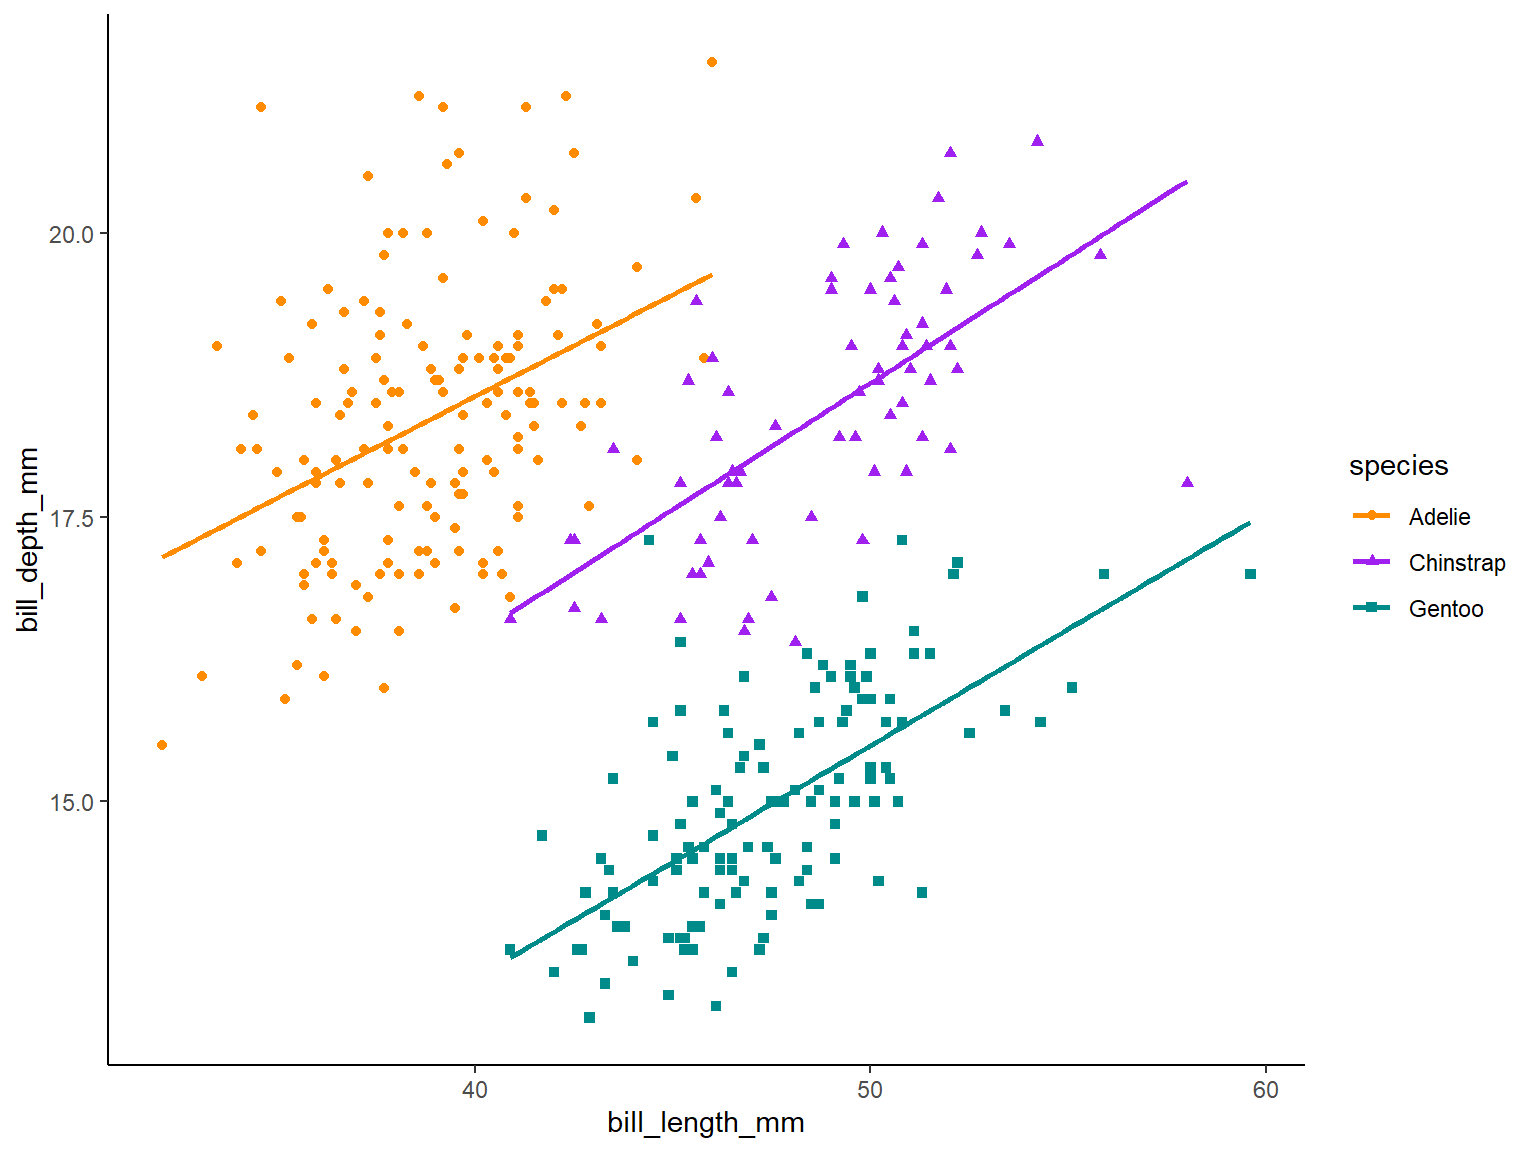 bill_depth_mm
20.0
17.5
15.0
40
50
60
bill_length_mm
species
Adelie
Chinstrap
Gentoo